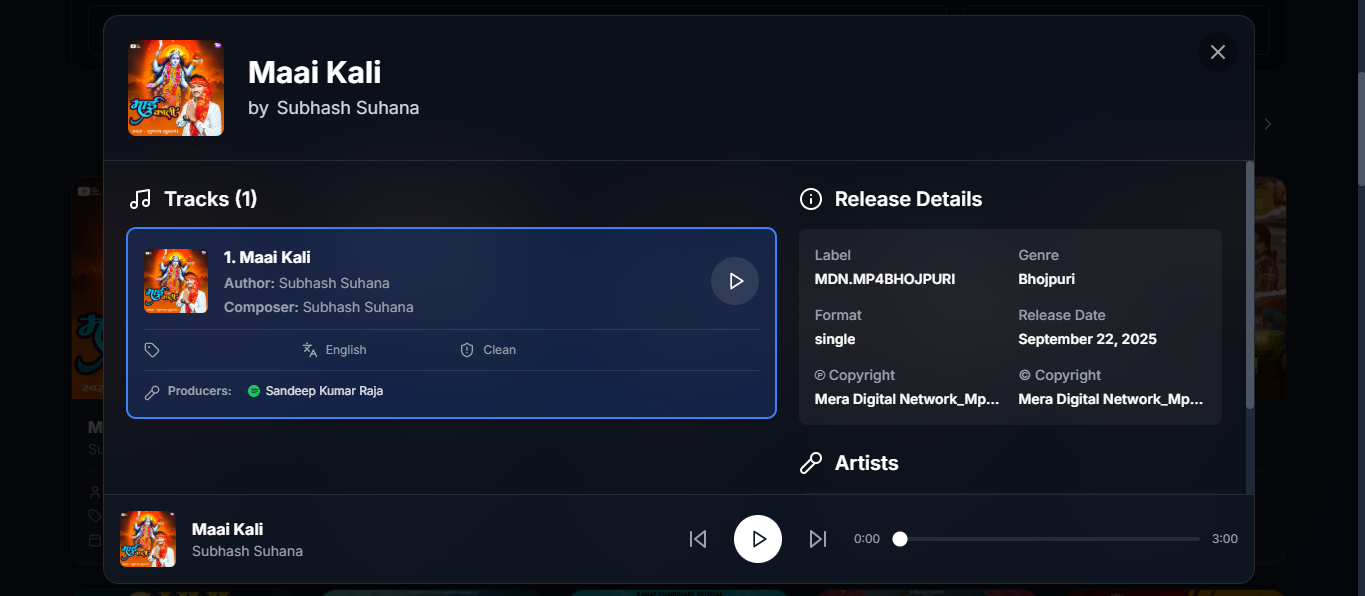 माई काली
Maai Kali
by Subhash Suhana
Tracks (1)
माई काली
1. Maai Kali
Author: Subhash Suhana
Composer: Subhash Suhana
English
Clean
Producers:
Sandeep Kumar Raja
Release Details
Label
Genre
MDN.MP4BHOJPURI
Bhojpuri
Format
Release Date
single
September 22, 2025
℗ Copyright
© Copyright
Mera Digital Network_Mp...
Mera Digital Network_Mp...
Artists
Maai Kali
Subhash Suhana
0:00
3:00